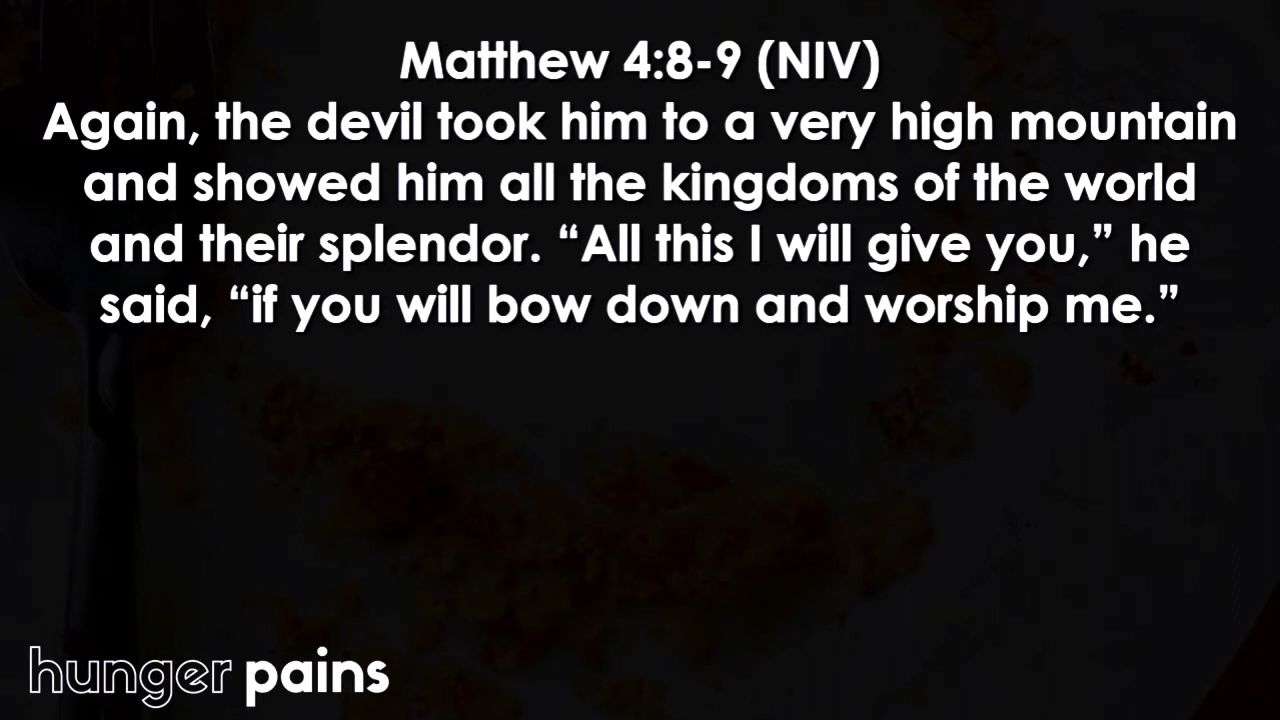 Matthew 4:8-9 (NIV)
Again, the devil took him to a very high mountain
and showed him all the kingdoms of the world
and their splendor. “All this I will give you,” he
said, “if you will bow down and worship me.”
hunger pains